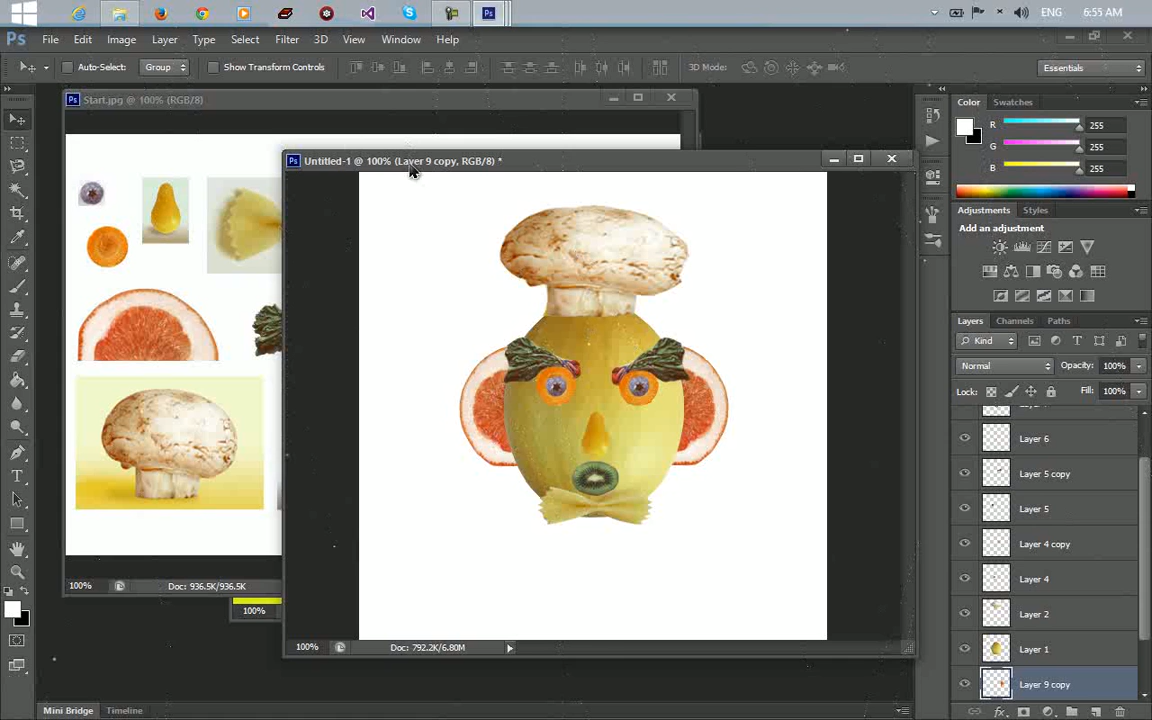 ENG 6:55 AM
Ps File Edit Image Layer Type Select Filter 3D View Window Help
Auto-Select: Group Show Transform Controls 3D Mode: Essentials
Ps Start.jpg @ 100% (RGB/8)
Color Swatches
R 255
G 255
B 255
Ps Untitled-1 @ 100% (Layer 9 copy, RGB/8) *
Adjustments Styles
Add an adjustment
Layers Channels Paths
Kind
Normal Opacity: 100%
Lock: Fill: 100%
Layer 6
Layer 5 copy
Layer 5
Layer 4 copy
Layer 4
Layer 2
Layer 1
Layer 9 copy
100% Doc: 936.5K/936.5K
100%
100% Doc: 792.2K/6.80M
Mini Bridge Timeline
fx